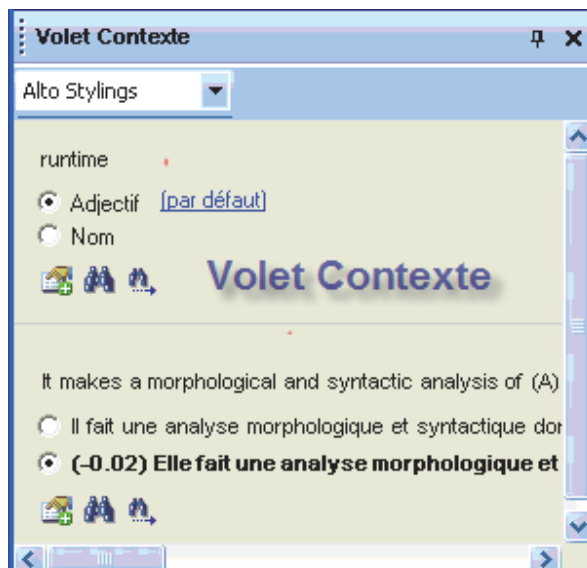 Volet Contexte
Alto Stylings
runtime
Adjectif (par défaut)
Nom
Volet Contexte
It makes a morphological and syntactic analysis of (A)
Il fait une analyse morphologique et syntactique
(-0.02) Elle fait une analyse morphologique et